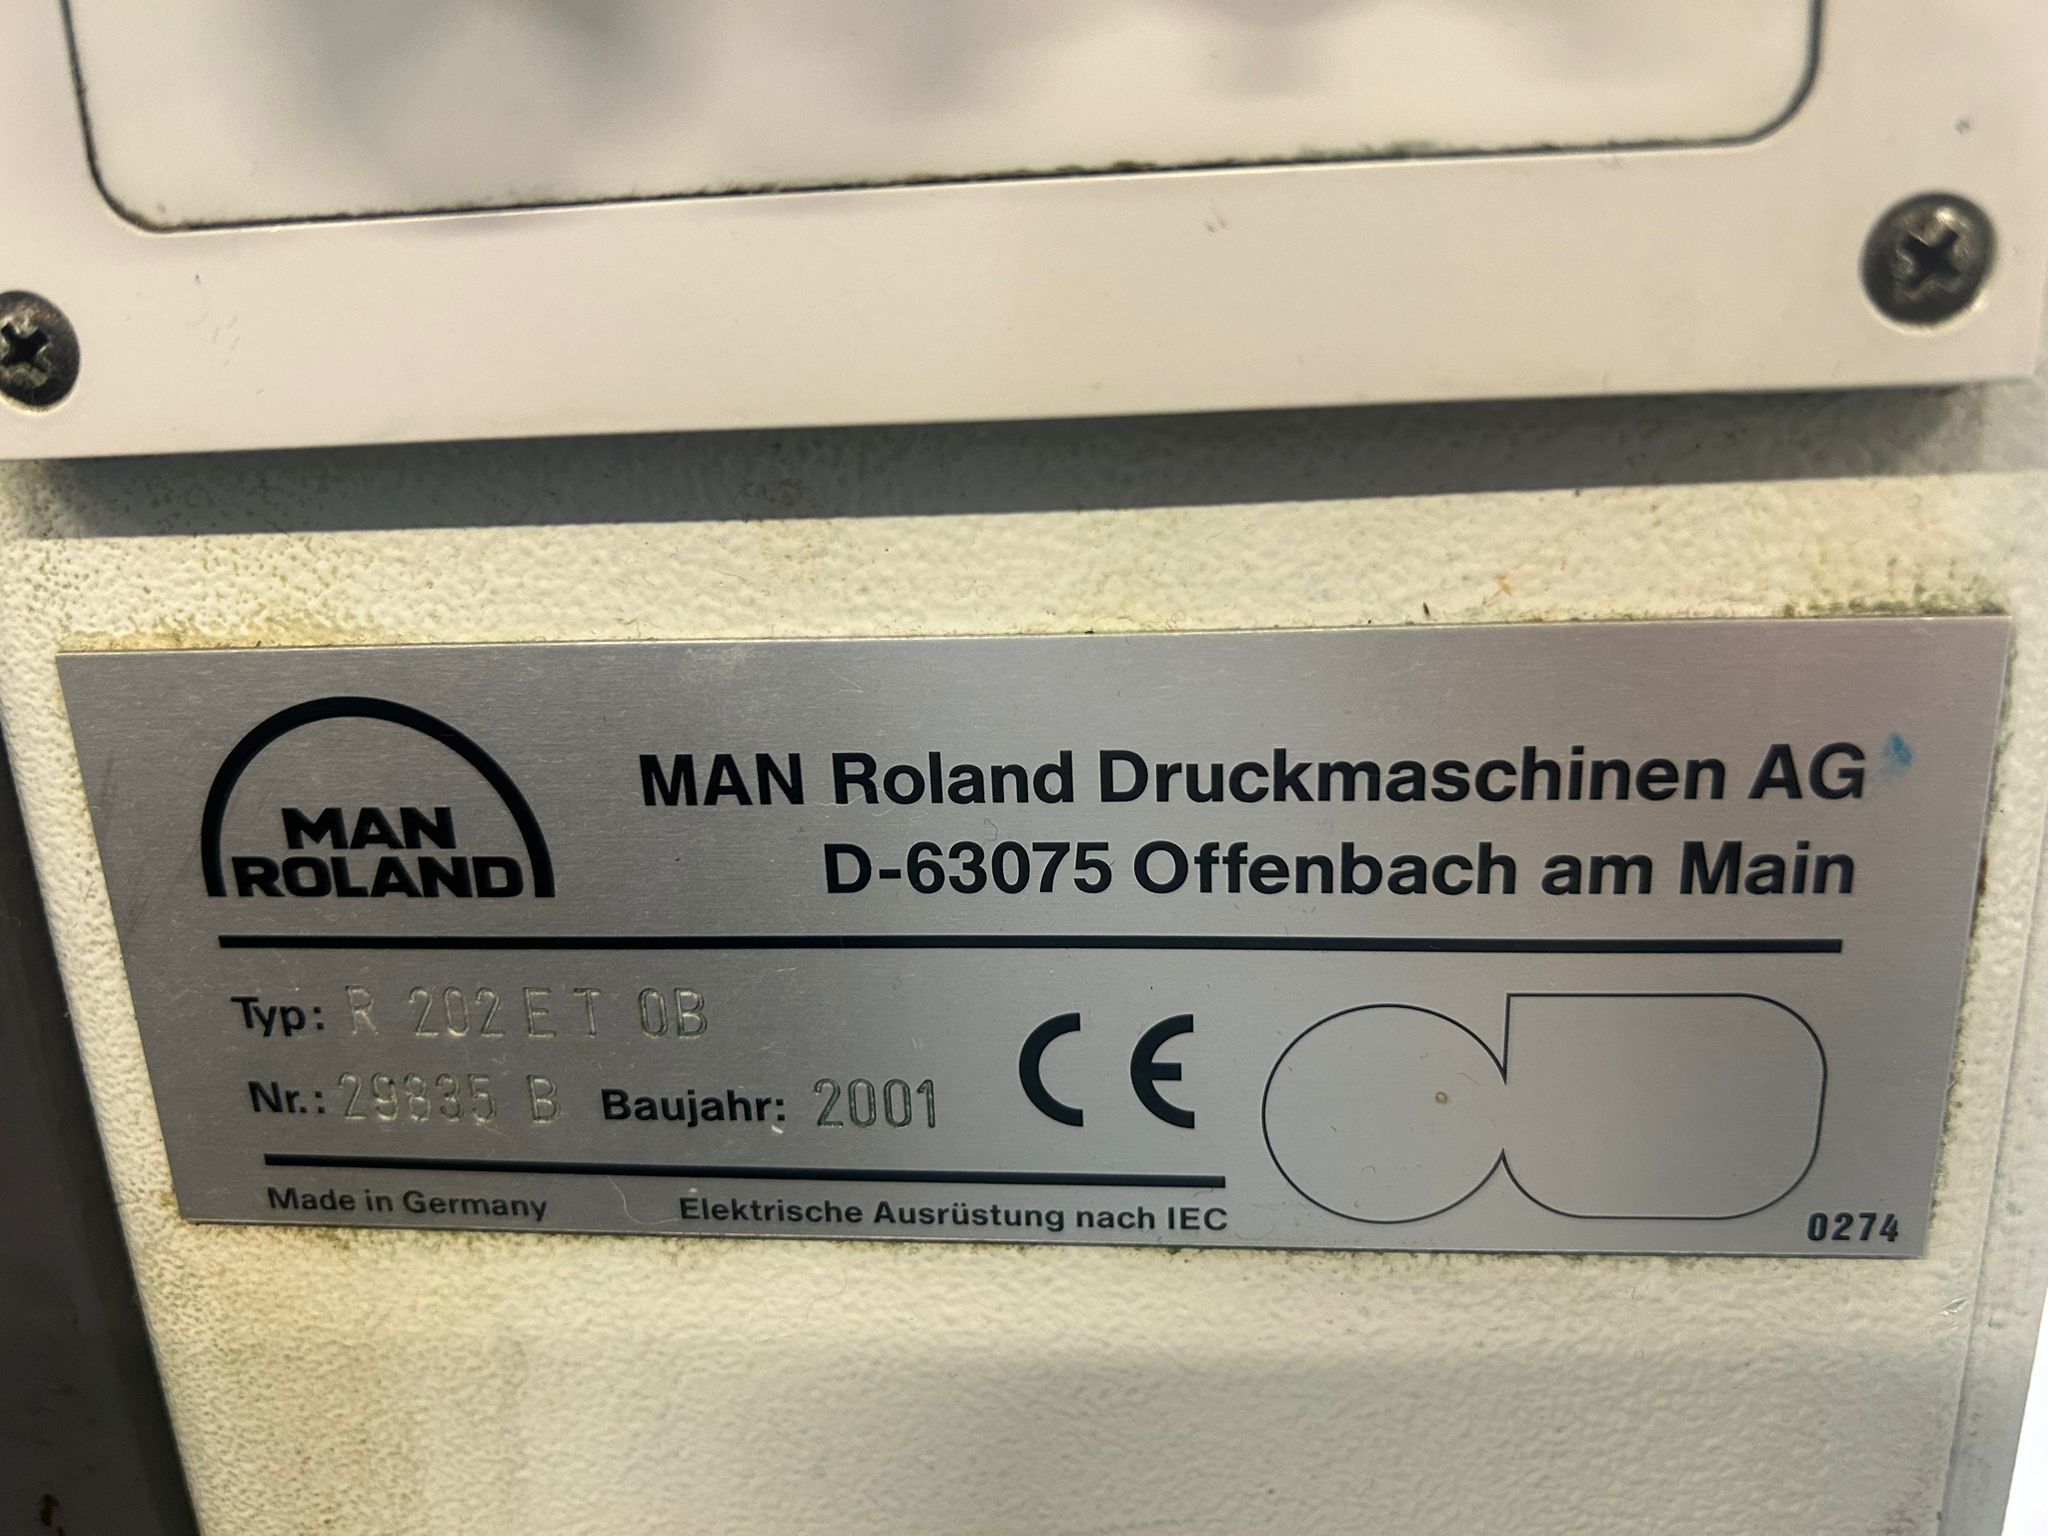 MAN
ROLAND
MAN Roland Druckmaschinen AG
D-63075 Offenbach am Main
Typ: R 202 E T 0B
Nr.: 29835 B Baujahr: 2001
CE
Made in Germany Elektrische Ausrüstung nach IEC
0274